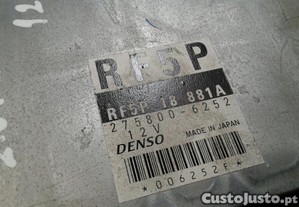 RF5P
RF5P 18 881A
275800-6252
12V
DENSO MADE IN JAPAN
*006252F*
CustoJusto.pt